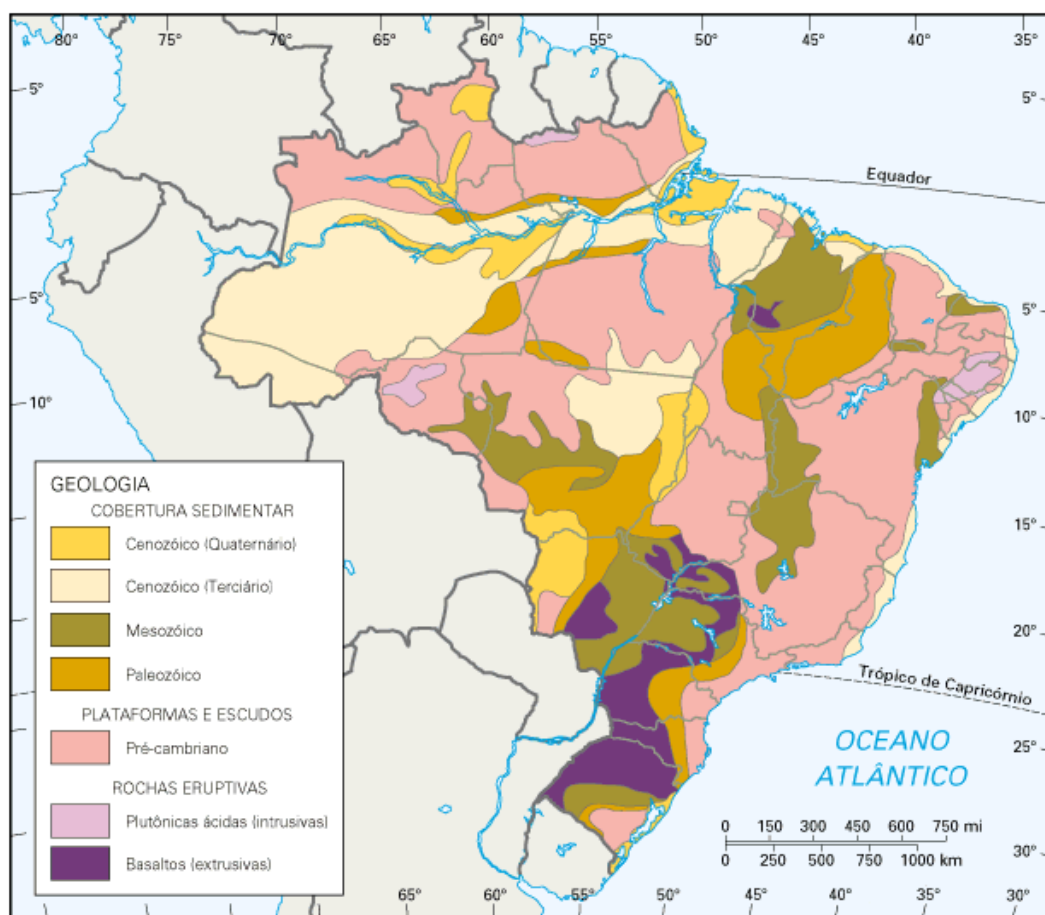 80° 75° 70° 65° 60° 55° 50° 45° 40° 35°
5° 5°
Equador
5° 5°
10° 10°
GEOLOGIA
COBERTURA SEDIMENTAR
Cenozóico (Quaternário)
Cenozóico (Terciário)
Mesozóico
Paleozóico
PLATAFORMAS E ESCUDOS
Pré-cambriano
ROCHAS ERUPTIVAS
Plutônicas ácidas (intrusivas)
Basaltos (extrusivas)
15°
20°
Trópico de Capricórnio
25°
OCEANO
ATLÂNTICO
0 150 300 450 600 750 mi
0 250 500 750 1000 km
30°
65° 60° 55° 50° 45° 40° 35°